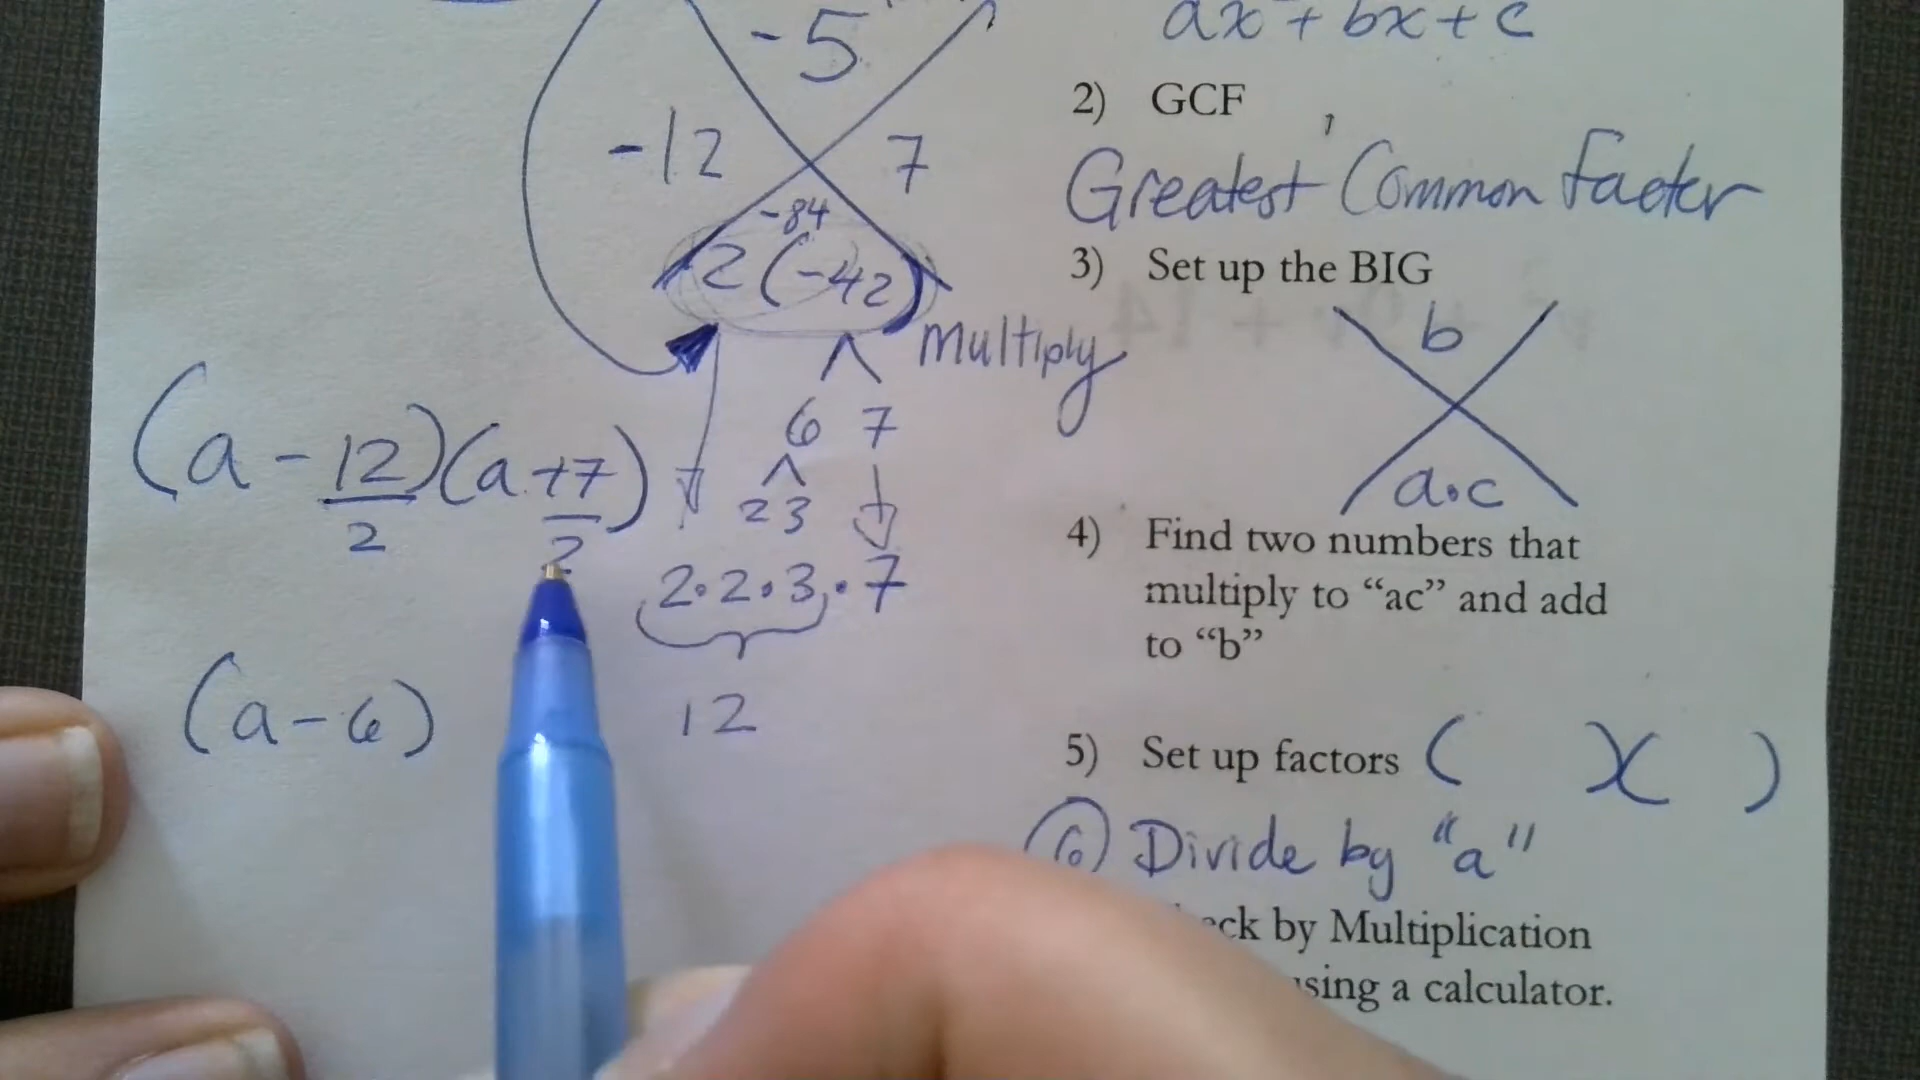 -5
-12 7
-84
2(-42)
Multiply
6 7
2 3
2·2·3·7
12
(a - 12/2)(a + 7/2)
(a - 6)
ax + bx + c
2) GCF
Greatest Common Factor
3) Set up the BIG
b
a·c
4) Find two numbers that
multiply to “ac” and add
to “b”
5) Set up factors ( )( )
6 Divide by "a"
by Multiplication
using a calculator.